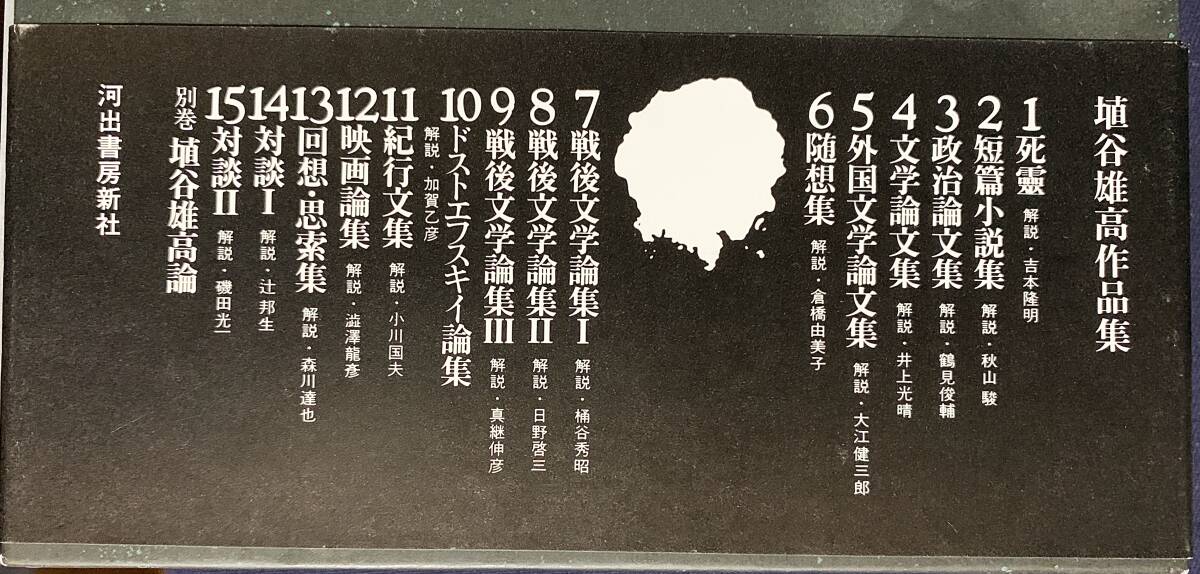 埴谷雄高作品集
1死靈 解説・吉本隆明
2短篇小説集 解説・秋山駿
3政治論文集 解説・鶴見俊輔
4文学論文集 解説・井上光晴
5外国文学論文集 解説・大江健三郎
6随想集 解説・倉橋由美子
7戦後文学論集I 解説・桶谷秀昭
8戦後文学論集II 解説・日野啓三
9戦後文学論集III 解説・真継伸彦
10ドストエフスキイ論集
解説・加賀乙彦
11紀行文集 解説・小川国夫
12映画論集 解説・澁澤龍彥
13回想・思索集 解説・森川達也
14対談I 解説・辻邦生
15対談II 解説・磯田光一
別巻 埴谷雄高論
河出書房新社